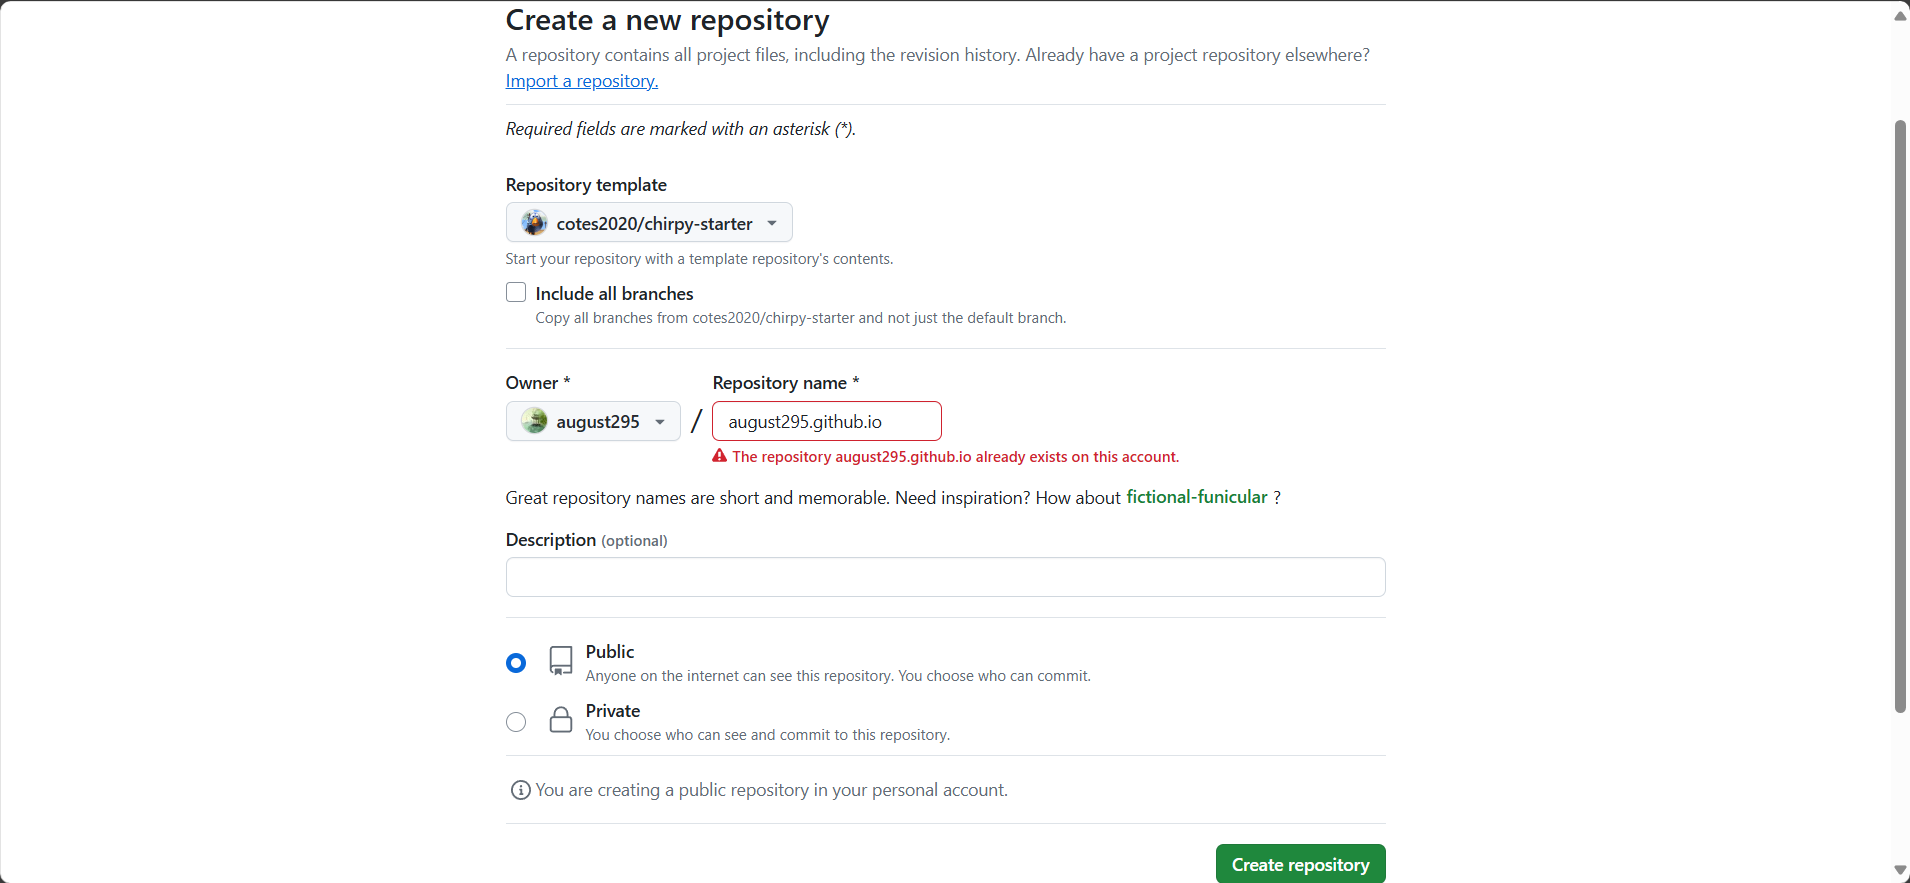 Create a new repository
A repository contains all project files, including the revision history. Already have a project repository elsewhere?
Import a repository.
Required fields are marked with an asterisk (*).
Repository template
cotes2020/chirpy-starter
Start your repository with a template repository's contents.
Include all branches
Copy all branches from cotes2020/chirpy-starter and not just the default branch.
Owner * Repository name *
august295 / august295.github.io
The repository august295.github.io already exists on this account.
Great repository names are short and memorable. Need inspiration? How about fictional-funicular ?
Description (optional)
Public
Anyone on the internet can see this repository. You choose who can commit.
Private
You choose who can see and commit to this repository.
You are creating a public repository in your personal account.
Create repository